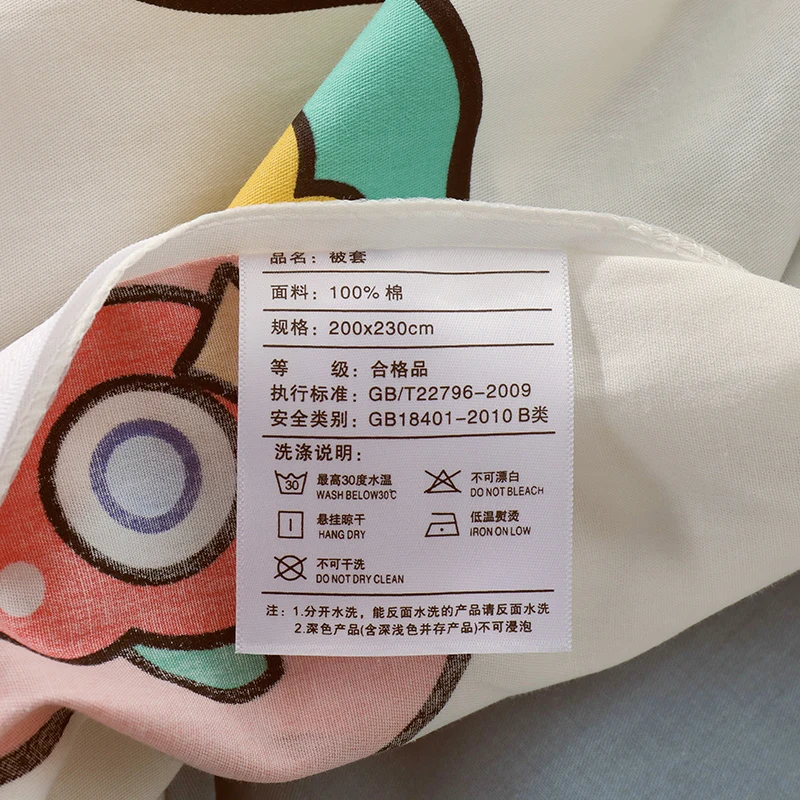 品名：被套
面料：100% 棉
规格：200x230cm
等 级：合格品
执行标准：GB/T22796-2009
安全类别：GB18401-2010 B类
洗涤说明：
30 最高30度水温 不可漂白
WASH BELOW30℃ DO NOT BLEACH
悬挂晾干 低温熨烫
HANG DRY IRON ON LOW
不可干洗
DO NOT DRY CLEAN
注：1.分开水洗，能反面水洗的产品请反面水洗
2.深色产品(含深浅色并存产品)不可浸泡